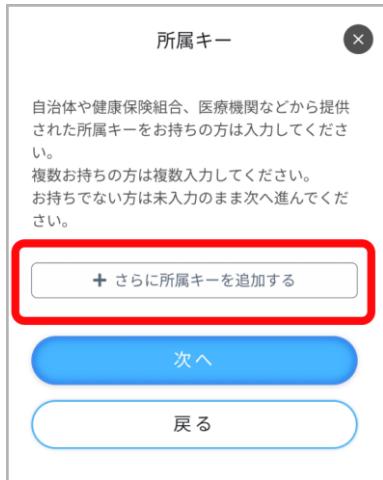 所属キー
自治体や健康保険組合、医療機関などから提供
された所属キーをお持ちの方は入力してくださ
い。
複数お持ちの方は複数入力してください。
お持ちでない方は未入力のまま次へ進んでくだ
さい。
+ さらに所属キーを追加する
次へ
戻る